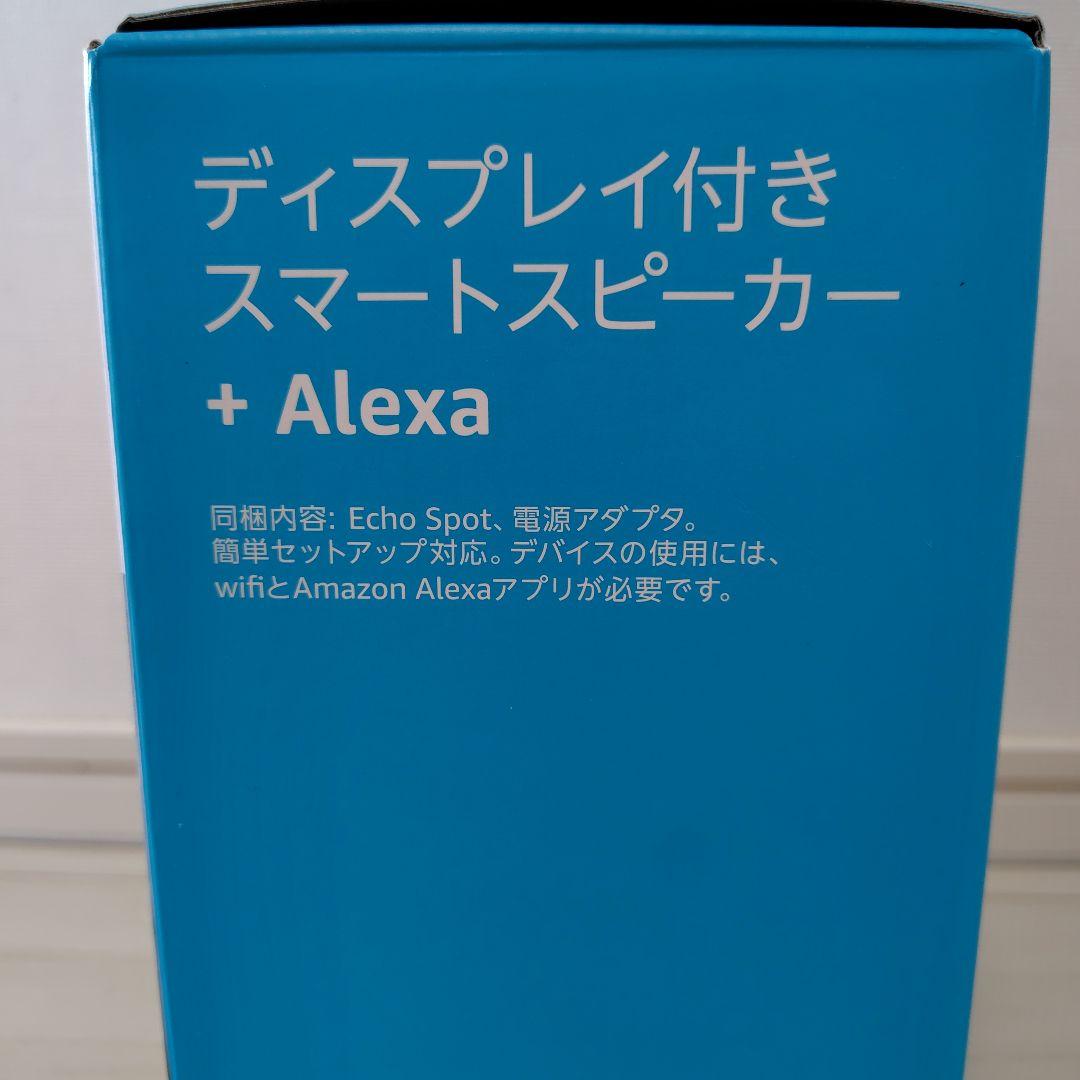 ディスプレイ付き
スマートスピーカー
+ Alexa
同梱内容: Echo Spot、電源アダプタ。
簡単セットアップ対応。デバイスの使用には、
wifiとAmazon Alexaアプリが必要です。